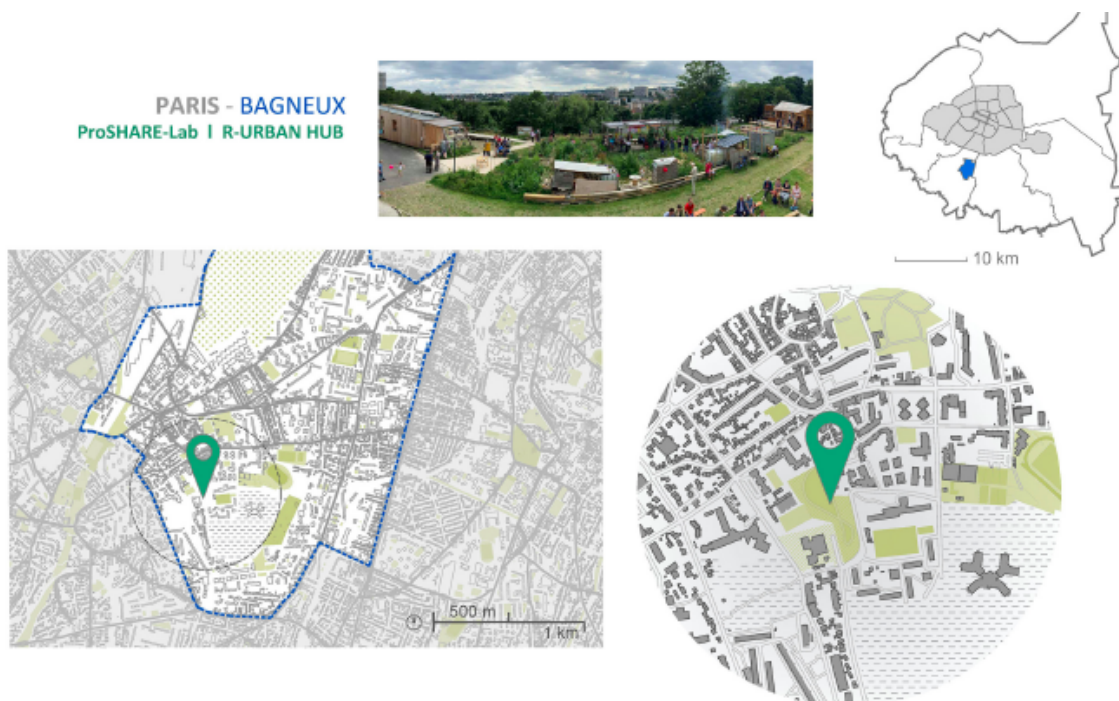 PARIS - BAGNEUX
ProSHARE-Lab I R-URBAN HUB
10 km
500 m
1 km